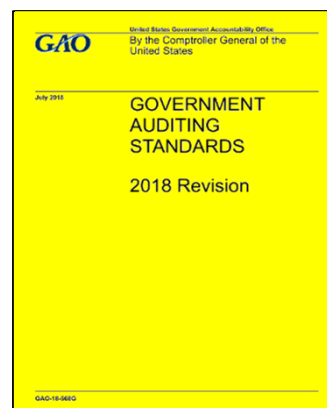 GAO
United States Government Accountability Office
By the Comptroller General of the
United States
July 2018
GOVERNMENT
AUDITING
STANDARDS
2018 Revision
GAO-18-568G